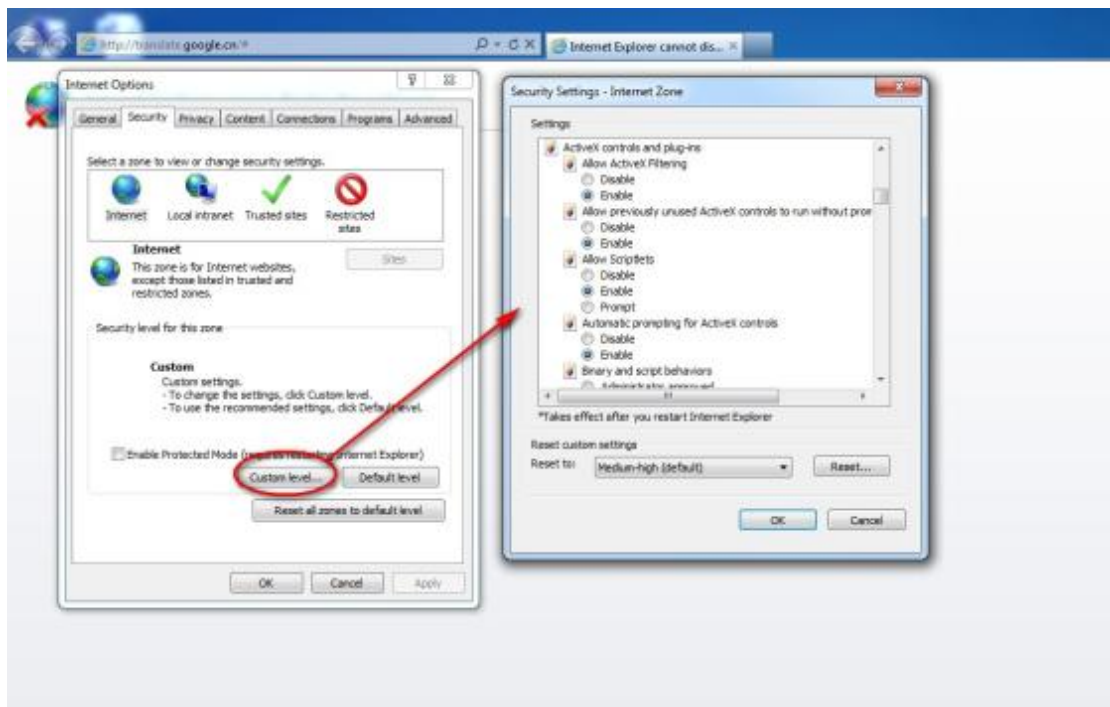 http://translate.google.cn/#
Internet Explorer cannot dis...
Internet Options
General Security Privacy Content Connections Programs Advanced
Select a zone to view or change security settings.
Internet Local intranet Trusted sites Restricted
sites
Internet
Sites
This zone is for Internet websites,
except those listed in trusted and
restricted zones.
Security level for this zone
Custom
Custom settings.
- To change the settings, click Custom level.
- To use the recommended settings, click Default level.
Enable Protected Mode (requires restarting Internet Explorer)
Custom level... Default level
Reset all zones to default level
OK Cancel Apply
Security Settings - Internet Zone
Settings
ActiveX controls and plug-ins
Allow ActiveX Filtering
Disable
Enable
Allow previously unused ActiveX controls to run without pror
Disable
Enable
Allow Scriptlets
Disable
Enable
Prompt
Automatic prompting for ActiveX controls
Disable
Enable
Binary and script behaviors
Administrator approved
*Takes effect after you restart Internet Explorer
Reset custom settings
Reset to: Medium-high (default) Reset...
OK Cancel